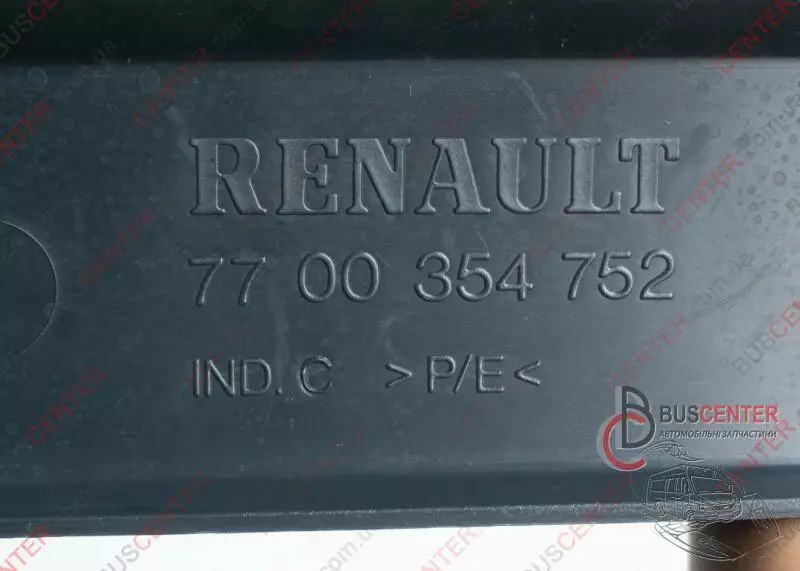 RENAULT
77 00 354 752
IND. C >P/E<
BUSCENTER
АВТОМОБІЛЬНІ ЗАПЧАСТИНИ